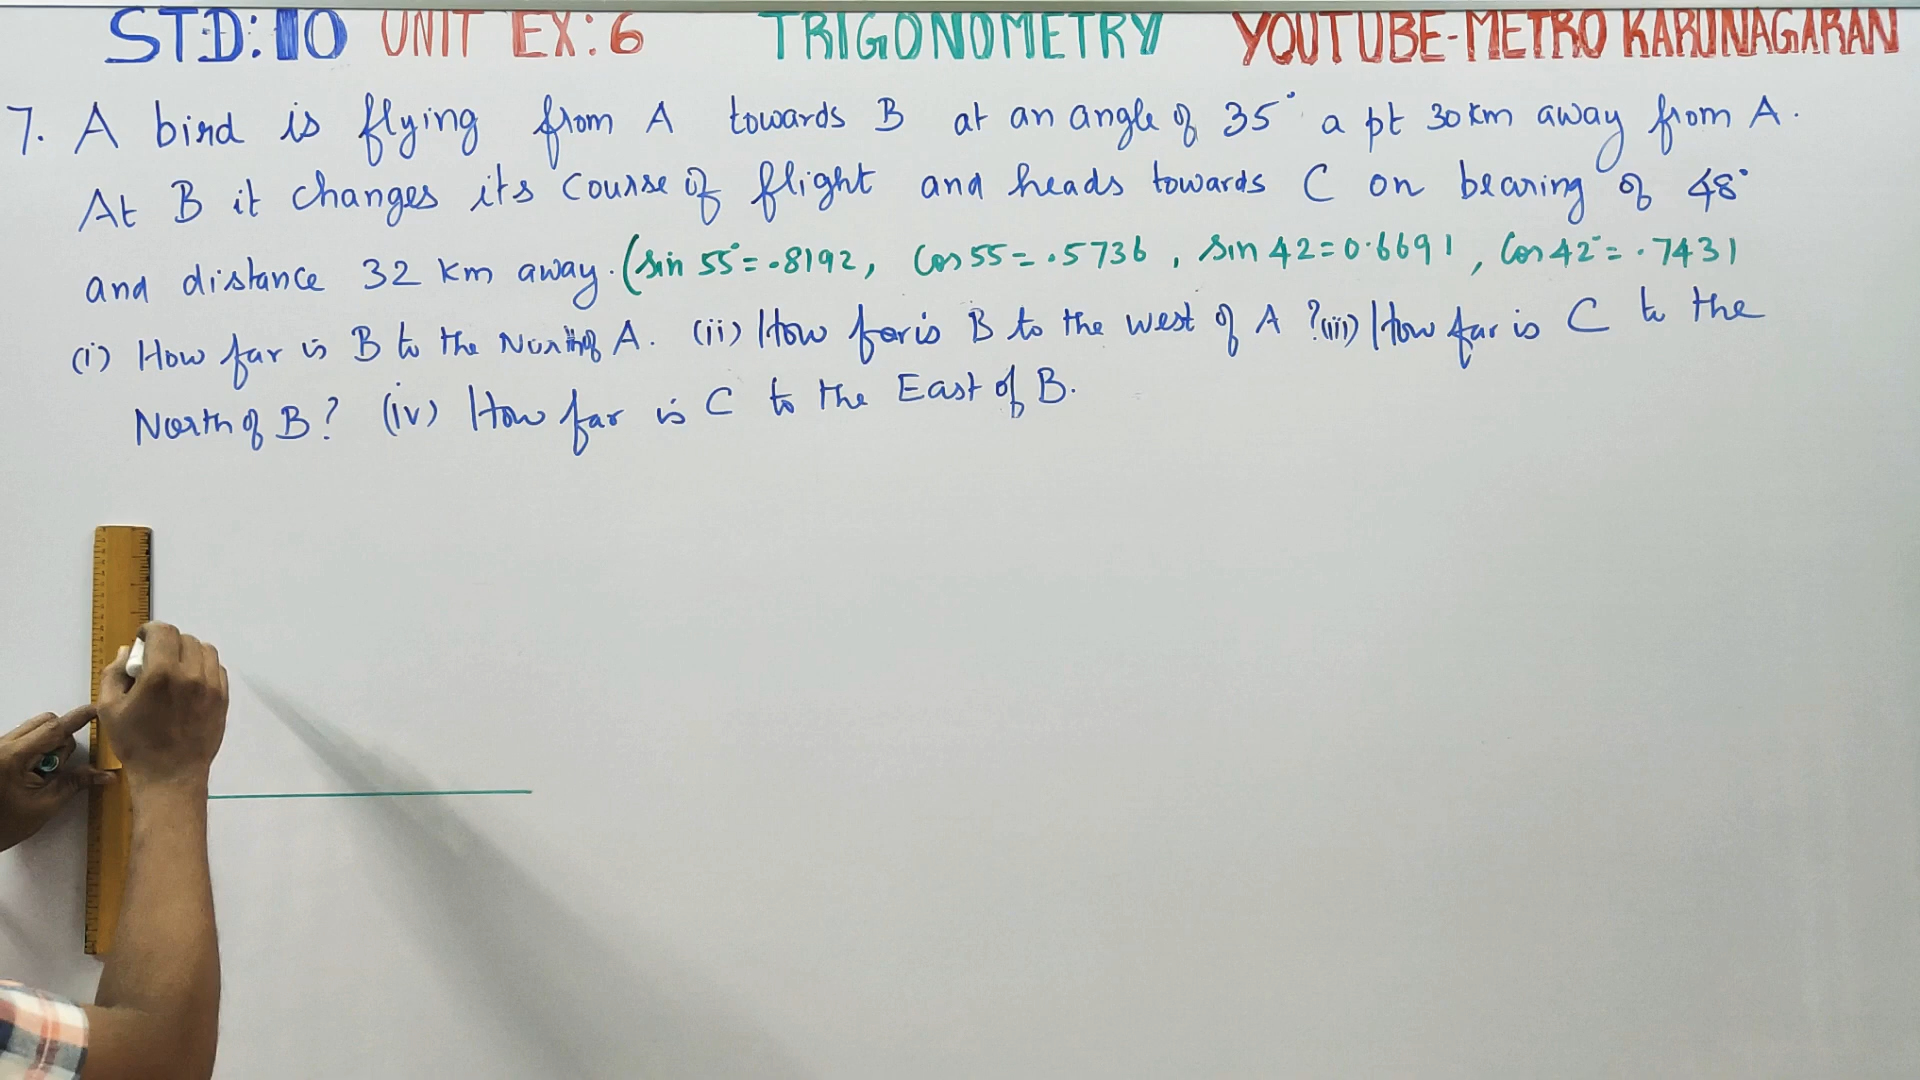 STD: 10 UNIT EX: 6 TRIGONOMETRY YOUTUBE-METRO KARUNAGARAN
7. A bird is flying from A towards B at an angle of 35° a pt 30 km away from A.
At B it changes its course of flight and heads towards C on bearing of 48°
and distance 32 km away. (sin 55° = .8192, cos 55 = .5736, sin 42 = 0.6691, cos 42° = .7431
(i) How far is B to the North of A. (ii) How far is B to the west of A ? (iii) How far is C to the
North of B? (iv) How far is C to the East of B.